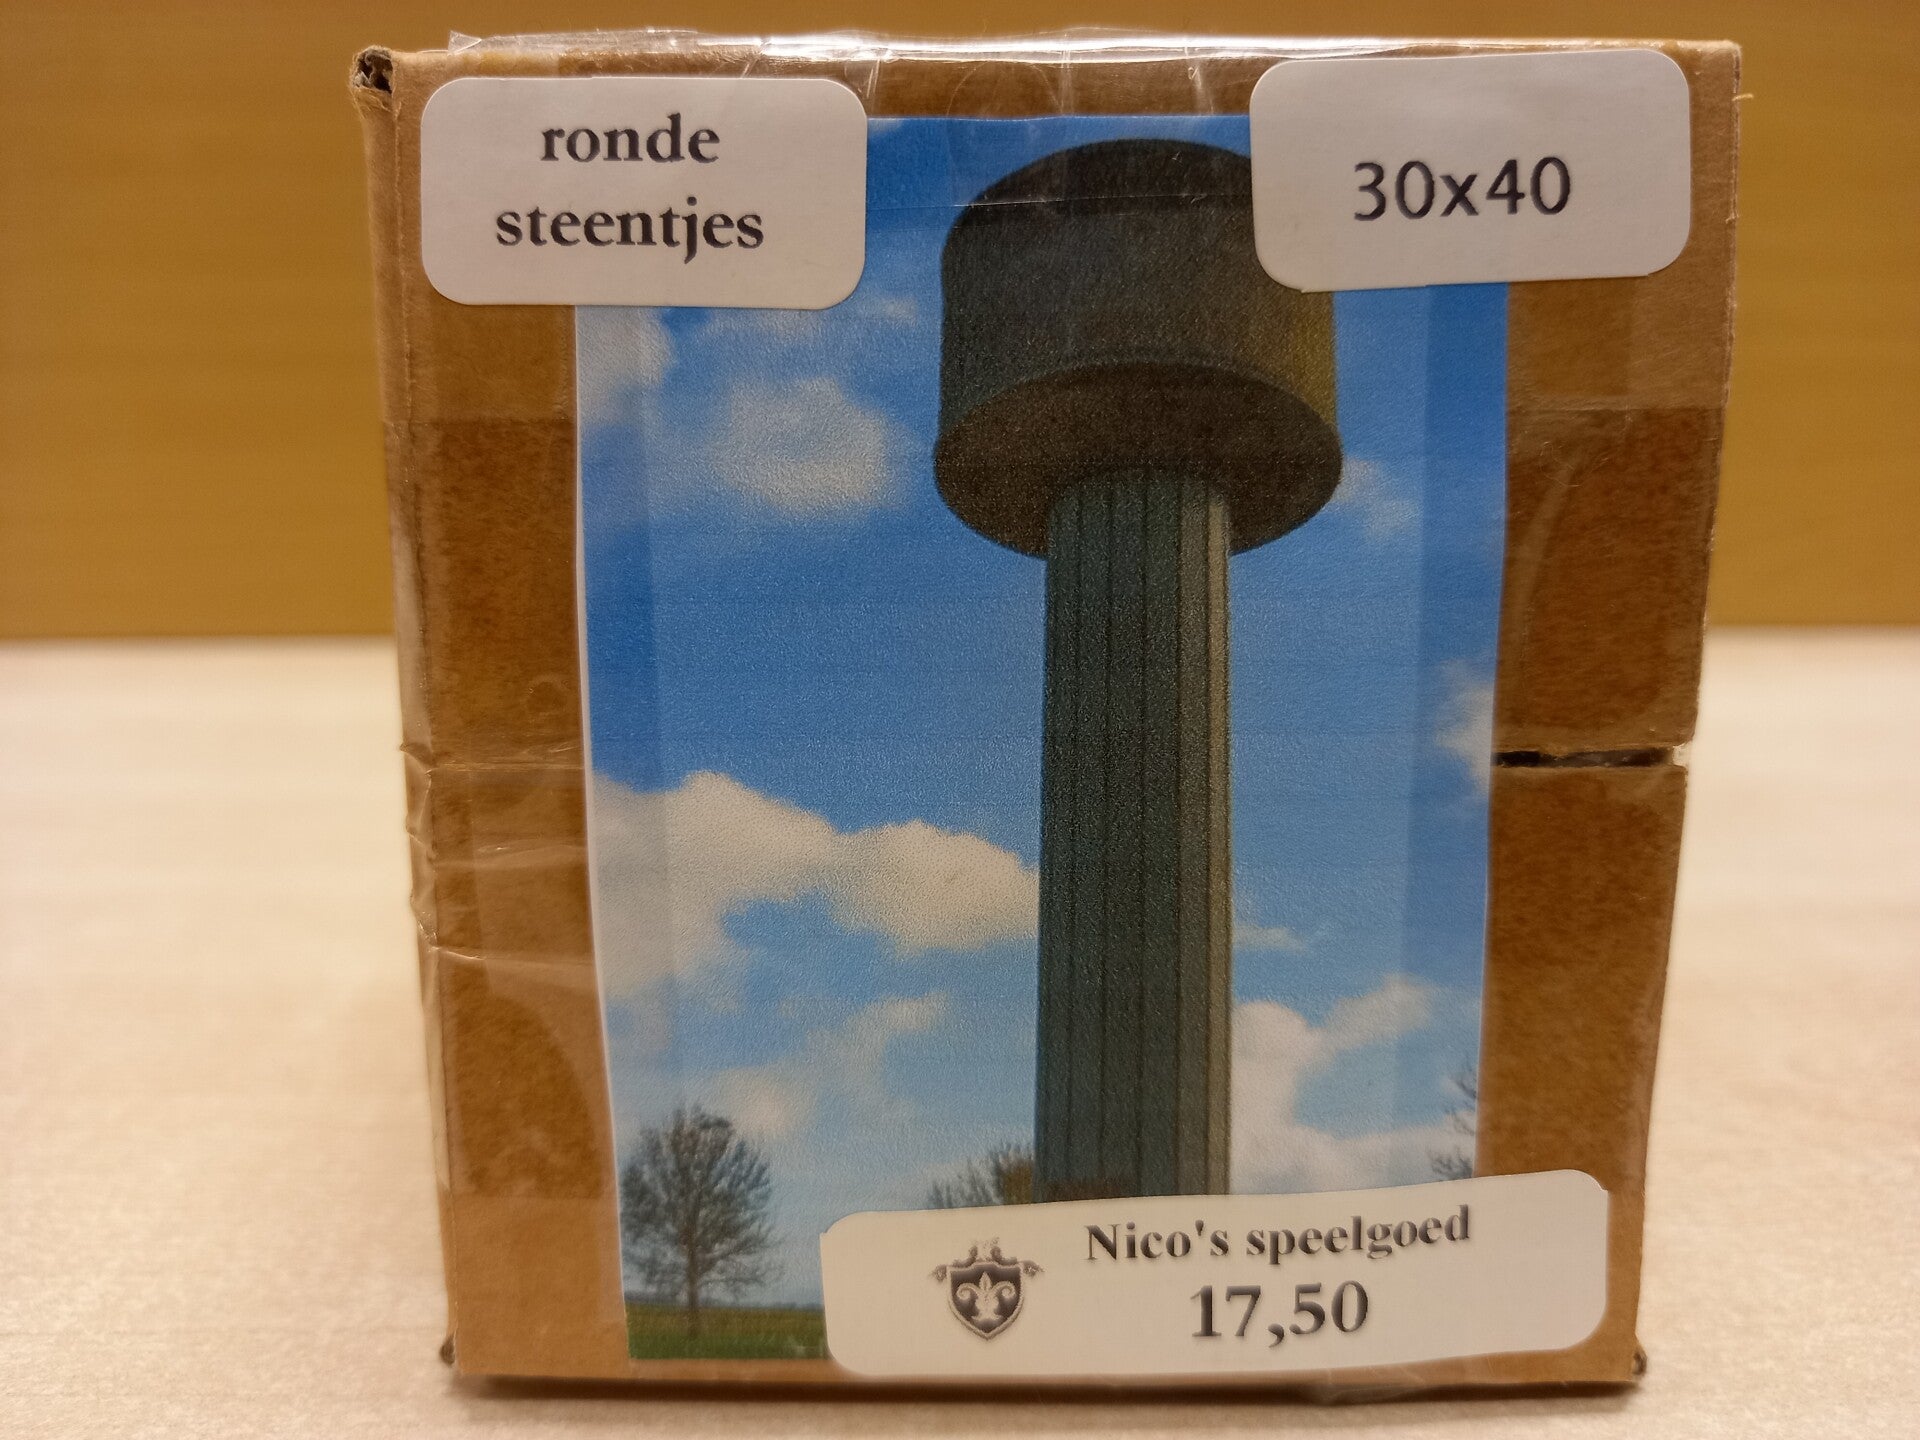 ronde
steentjes
30x40
Nico's speelgoed
17,50